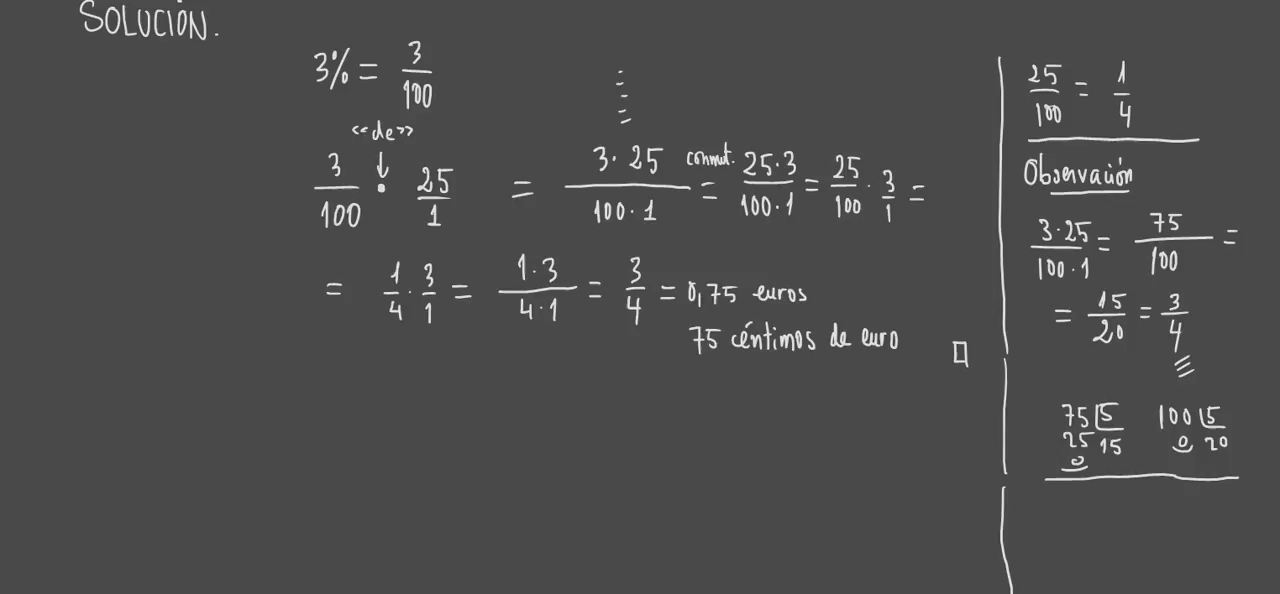 SOLUCIÓN.
3% = 3/100
<<de>>
3/100 · 25/1 = 3·25/100·1 = conmut. 25·3/100·1 = 25/100 · 3/1 =
= 1/4 · 3/1 = 1·3/4·1 = 3/4 = 0,75 euros
75 céntimos de euro
25/100 = 1/4
Observación
3·25/100·1 = 75/100 =
= 15/20 = 3/4
75 5 100 5
25 15 0 20
0